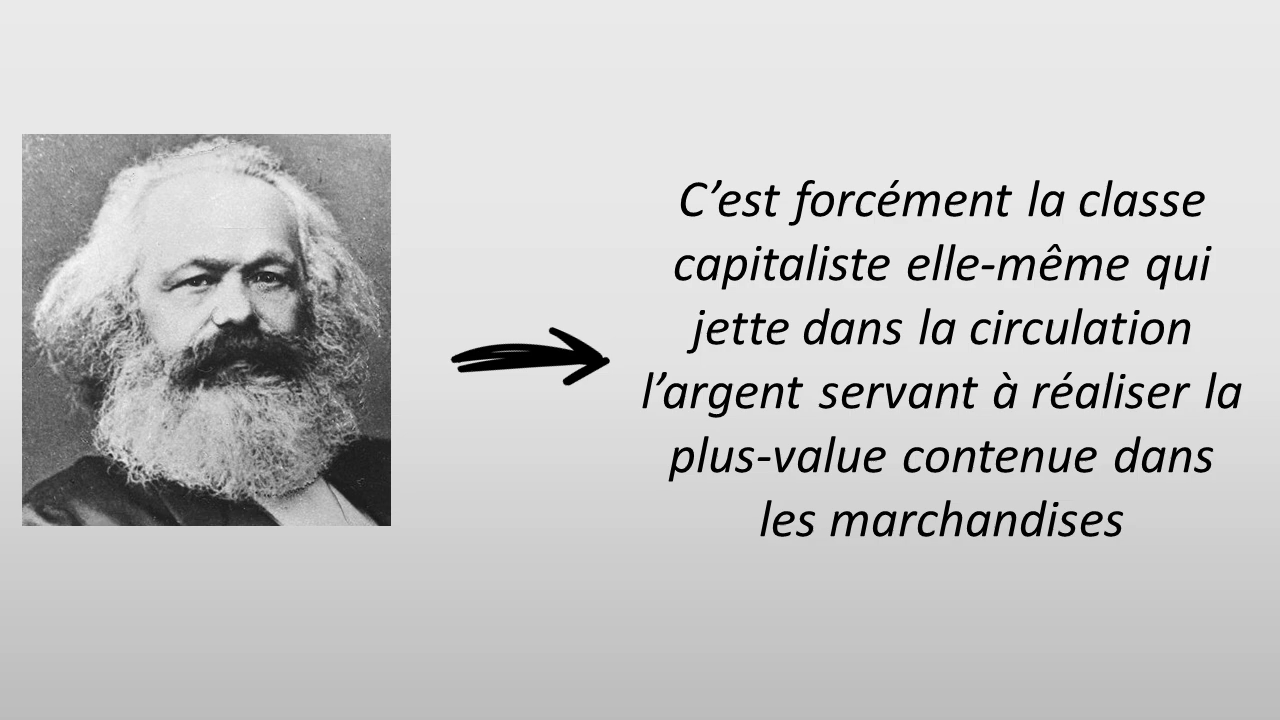 C’est forcément la classe
capitaliste elle-même qui
jette dans la circulation
l’argent servant à réaliser la
plus-value contenue dans
les marchandises